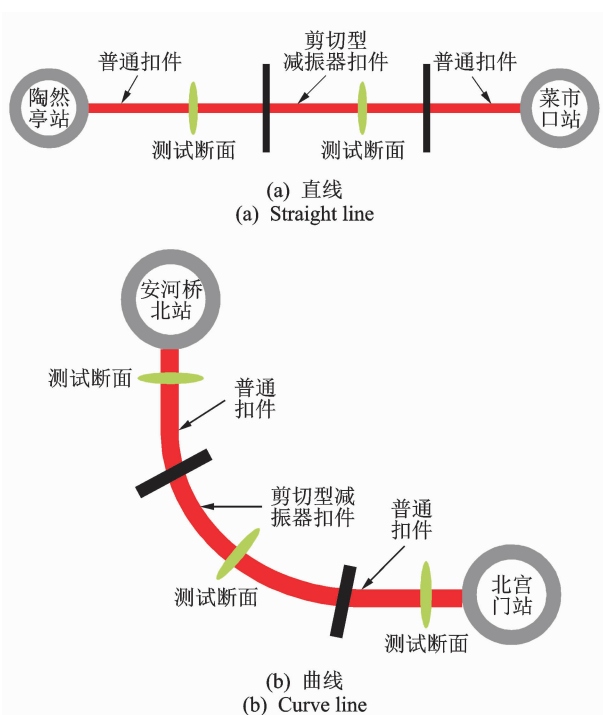 剪切型
普通扣件
减振器扣件
普通扣件
陶然
亭站
菜市
口站
测试断面
测试断面
(a) 直线
(a) Straight line
安河桥
北站
测试断面
普通
扣件
剪切型减
振器扣件
普通
扣件
北宫
门站
测试断面
测试断面
(b) 曲线
(b) Curve line